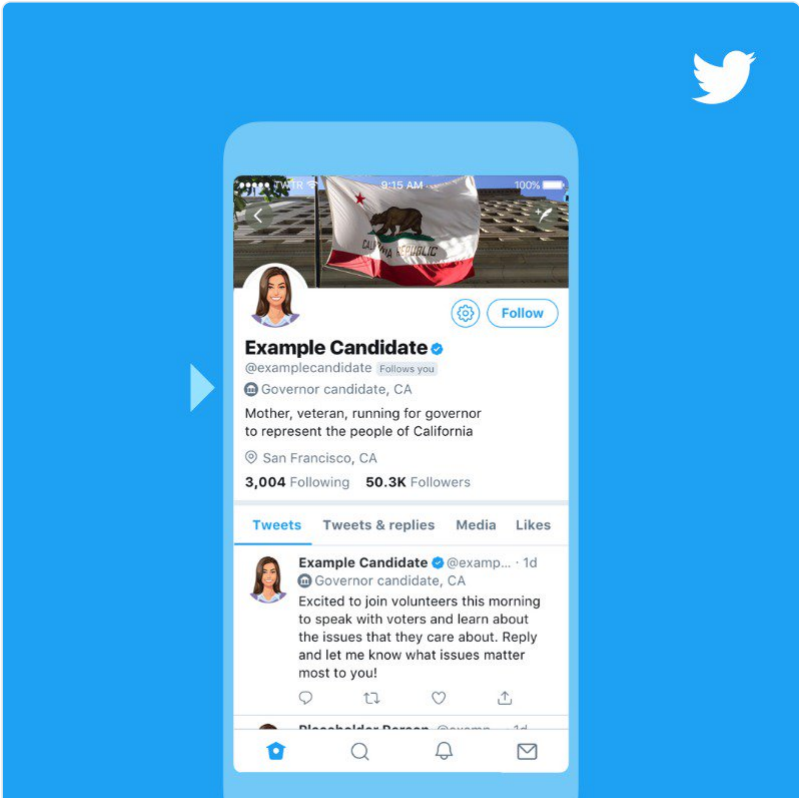 TWTR 9:15 AM 100%
CALIFORNIA REPUBLIC
Follow
Example Candidate
@examplecandidate Follows you
Governor candidate, CA
Mother, veteran, running for governor
to represent the people of California
San Francisco, CA
3,004 Following 50.3K Followers
Tweets Tweets & replies Media Likes
Example Candidate @examp... · 1d
Governor candidate, CA
Excited to join volunteers this morning
to speak with voters and learn about
the issues that they care about. Reply
and let me know what issues matter
most to you!
Placeholder Person @examp... · 1d